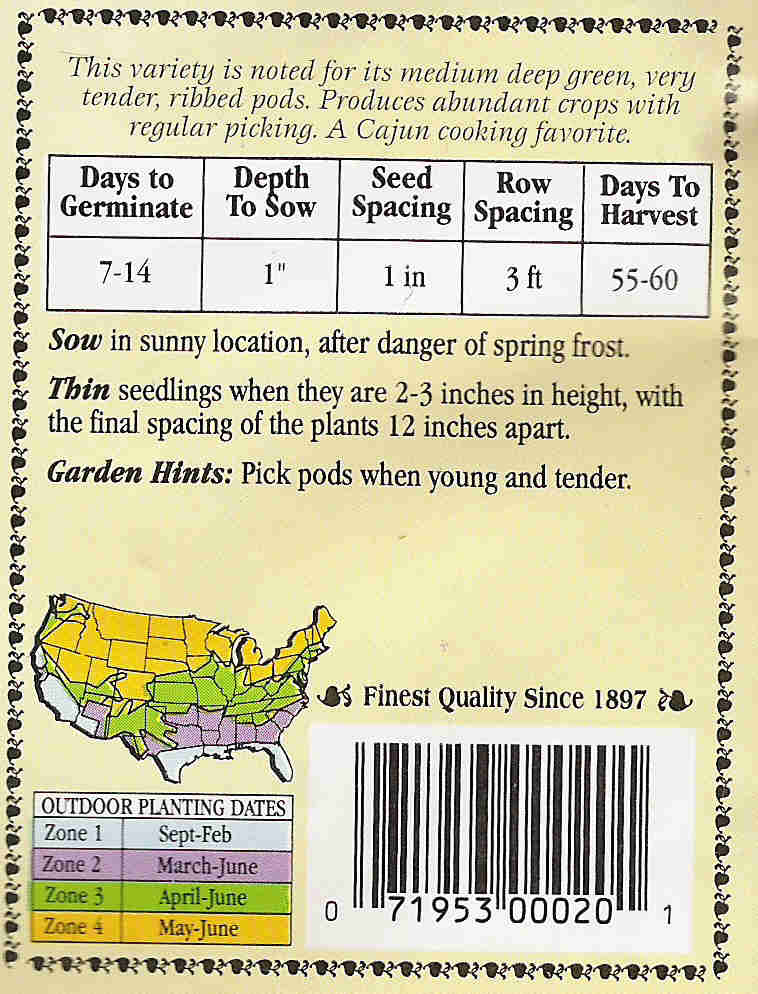 This variety is noted for its medium deep green, very
tender, ribbed pods. Produces abundant crops with
regular picking. A Cajun cooking favorite.
Days to Germinate Depth To Sow Seed Spacing Row Spacing Days To Harvest
7-14 1" 1 in 3 ft 55-60
Sow in sunny location, after danger of spring frost.
Thin seedlings when they are 2-3 inches in height, with
the final spacing of the plants 12 inches apart.
Garden Hints: Pick pods when young and tender.
Finest Quality Since 1897
OUTDOOR PLANTING DATES
Zone 1 Sept-Feb
Zone 2 March-June
Zone 3 April-June
Zone 4 May-June
0 71953 00020 1